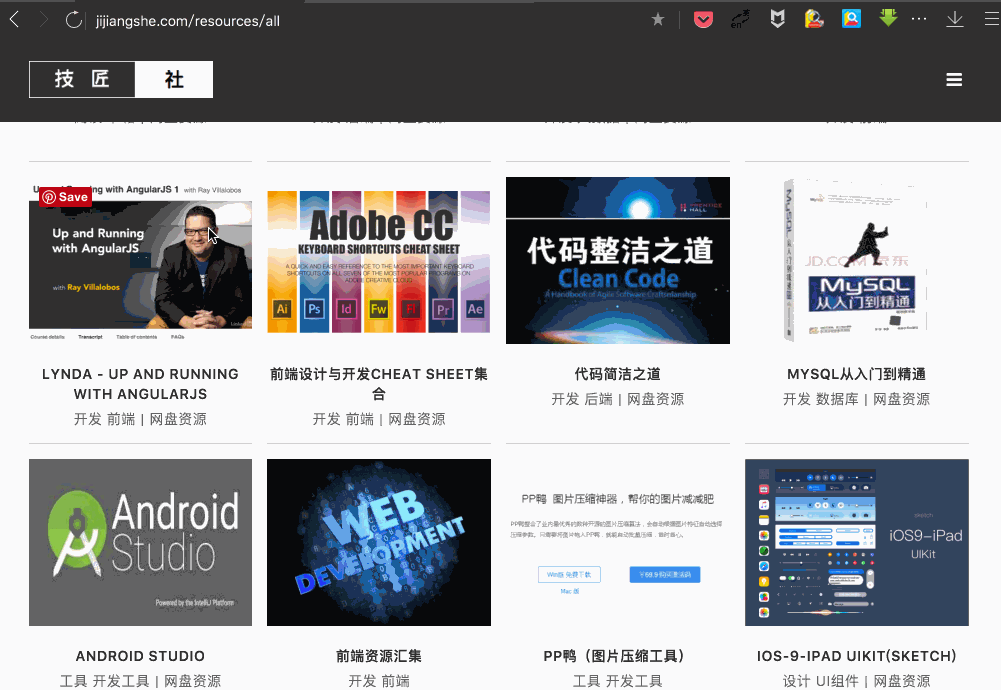 jijiangshe.com/resources/all
en
技 匠 社
Up and Running with AngularJS 1 with Ray Villalobos
Save
Up and Running
with AngularJS
with Ray Villalobos
Course details Transcript Table of contents FAQs
LYNDA - UP AND RUNNING
WITH ANGULARJS
开发 前端 | 网盘资源
Adobe CC
KEYBOARD SHORTCUTS CHEAT SHEET
A QUICK AND EASY REFERENCE TO THE MOST IMPORTANT KEYBOARD
SHORTCUTS ON ALL SEVEN OF THE MOST POPULAR PROGRAMS ON
ADOBE CREATIVE CLOUD
Ai Ps Id Fw Fl Pr Ae
前端设计与开发CHEAT SHEET集
合
开发 前端 | 网盘资源
PRENTICE
HALL
代码整洁之道
Clean Code
A Handbook of Agile Software Craftsmanship
代码简洁之道
开发 后端 | 网盘资源
MySQL从入门到精通
JD.COM 京东
MySQL
从入门到精通
MYSQL从入门到精通
开发 数据库 | 网盘资源
Android
Studio
Powered by the IntelliJ Platform
ANDROID STUDIO
工具 开发工具 | 网盘资源
WEB
DEVELOPMENT
前端资源汇集
开发 前端
PP鸭 图片压缩神器，帮你的图片减减肥
Win版 免费下载
￥98.9 购买激活码
Mac 版
PP鸭（图片压缩工具）
工具 开发工具
sketch
iOS9-iPad
UIKit
IOS-9-IPAD UIKIT(SKETCH)
设计 UI组件 | 网盘资源